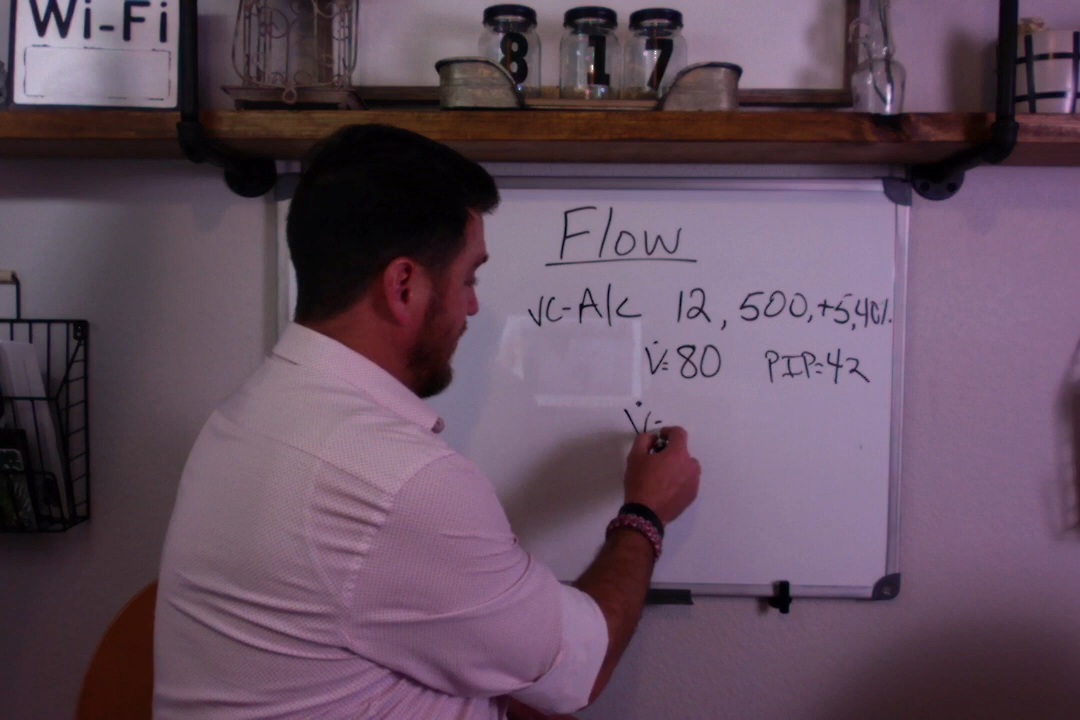 Wi-Fi
8 1 7
Flow
VC-A/C 12, 500, +5, 40%.
V̇=80 PIP=42
V̇=